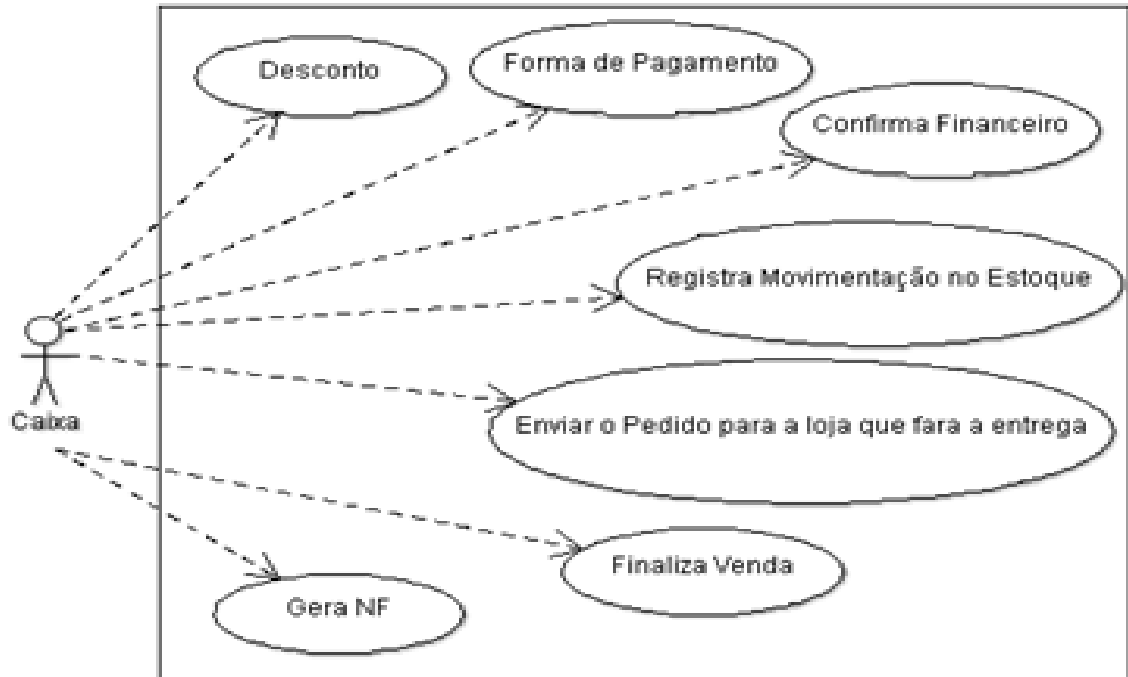 Desconto
Forma de Pagamento
Confirma Financeiro
Registra Movimentação no Estoque
Caixa
Enviar o Pedido para a loja que fara a entrega
Finaliza Venda
Gera NF